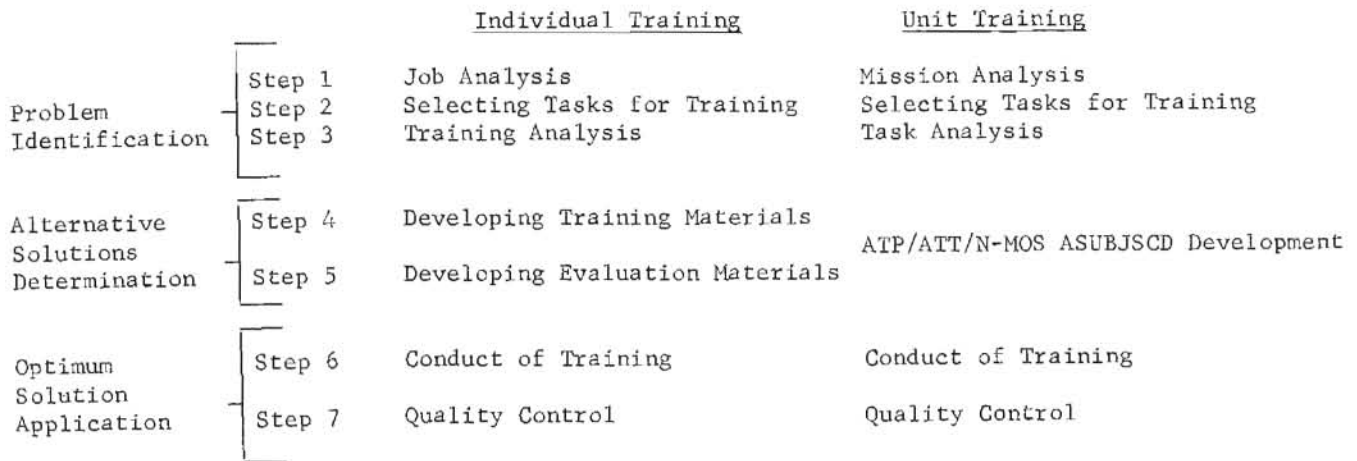 Individual Training Unit Training
Step 1 Job Analysis Mission Analysis
Problem Step 2 Selecting Tasks for Training Selecting Tasks for Training
Identification Step 3 Training Analysis Task Analysis
Alternative Step 4 Developing Training Materials
Solutions ATP/ATT/N-MOS ASUBJSCD Development
Determination Step 5 Developing Evaluation Materials
Optimum Step 6 Conduct of Training Conduct of Training
Solution
Application Step 7 Quality Control Quality Control